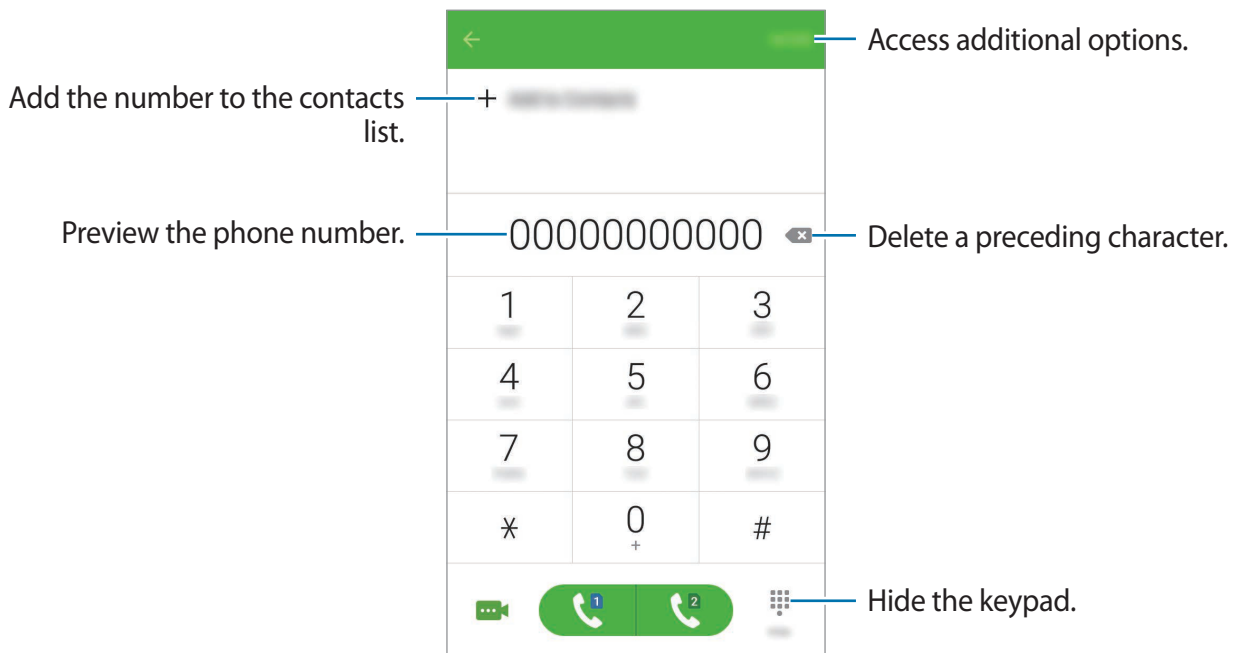 Access additional options.
Add the number to the contacts
list.
+
Preview the phone number.
00000000000
Delete a preceding character.
1 2 3
4 5 6
7 8 9
* 0 #
+
1 2
Hide the keypad.